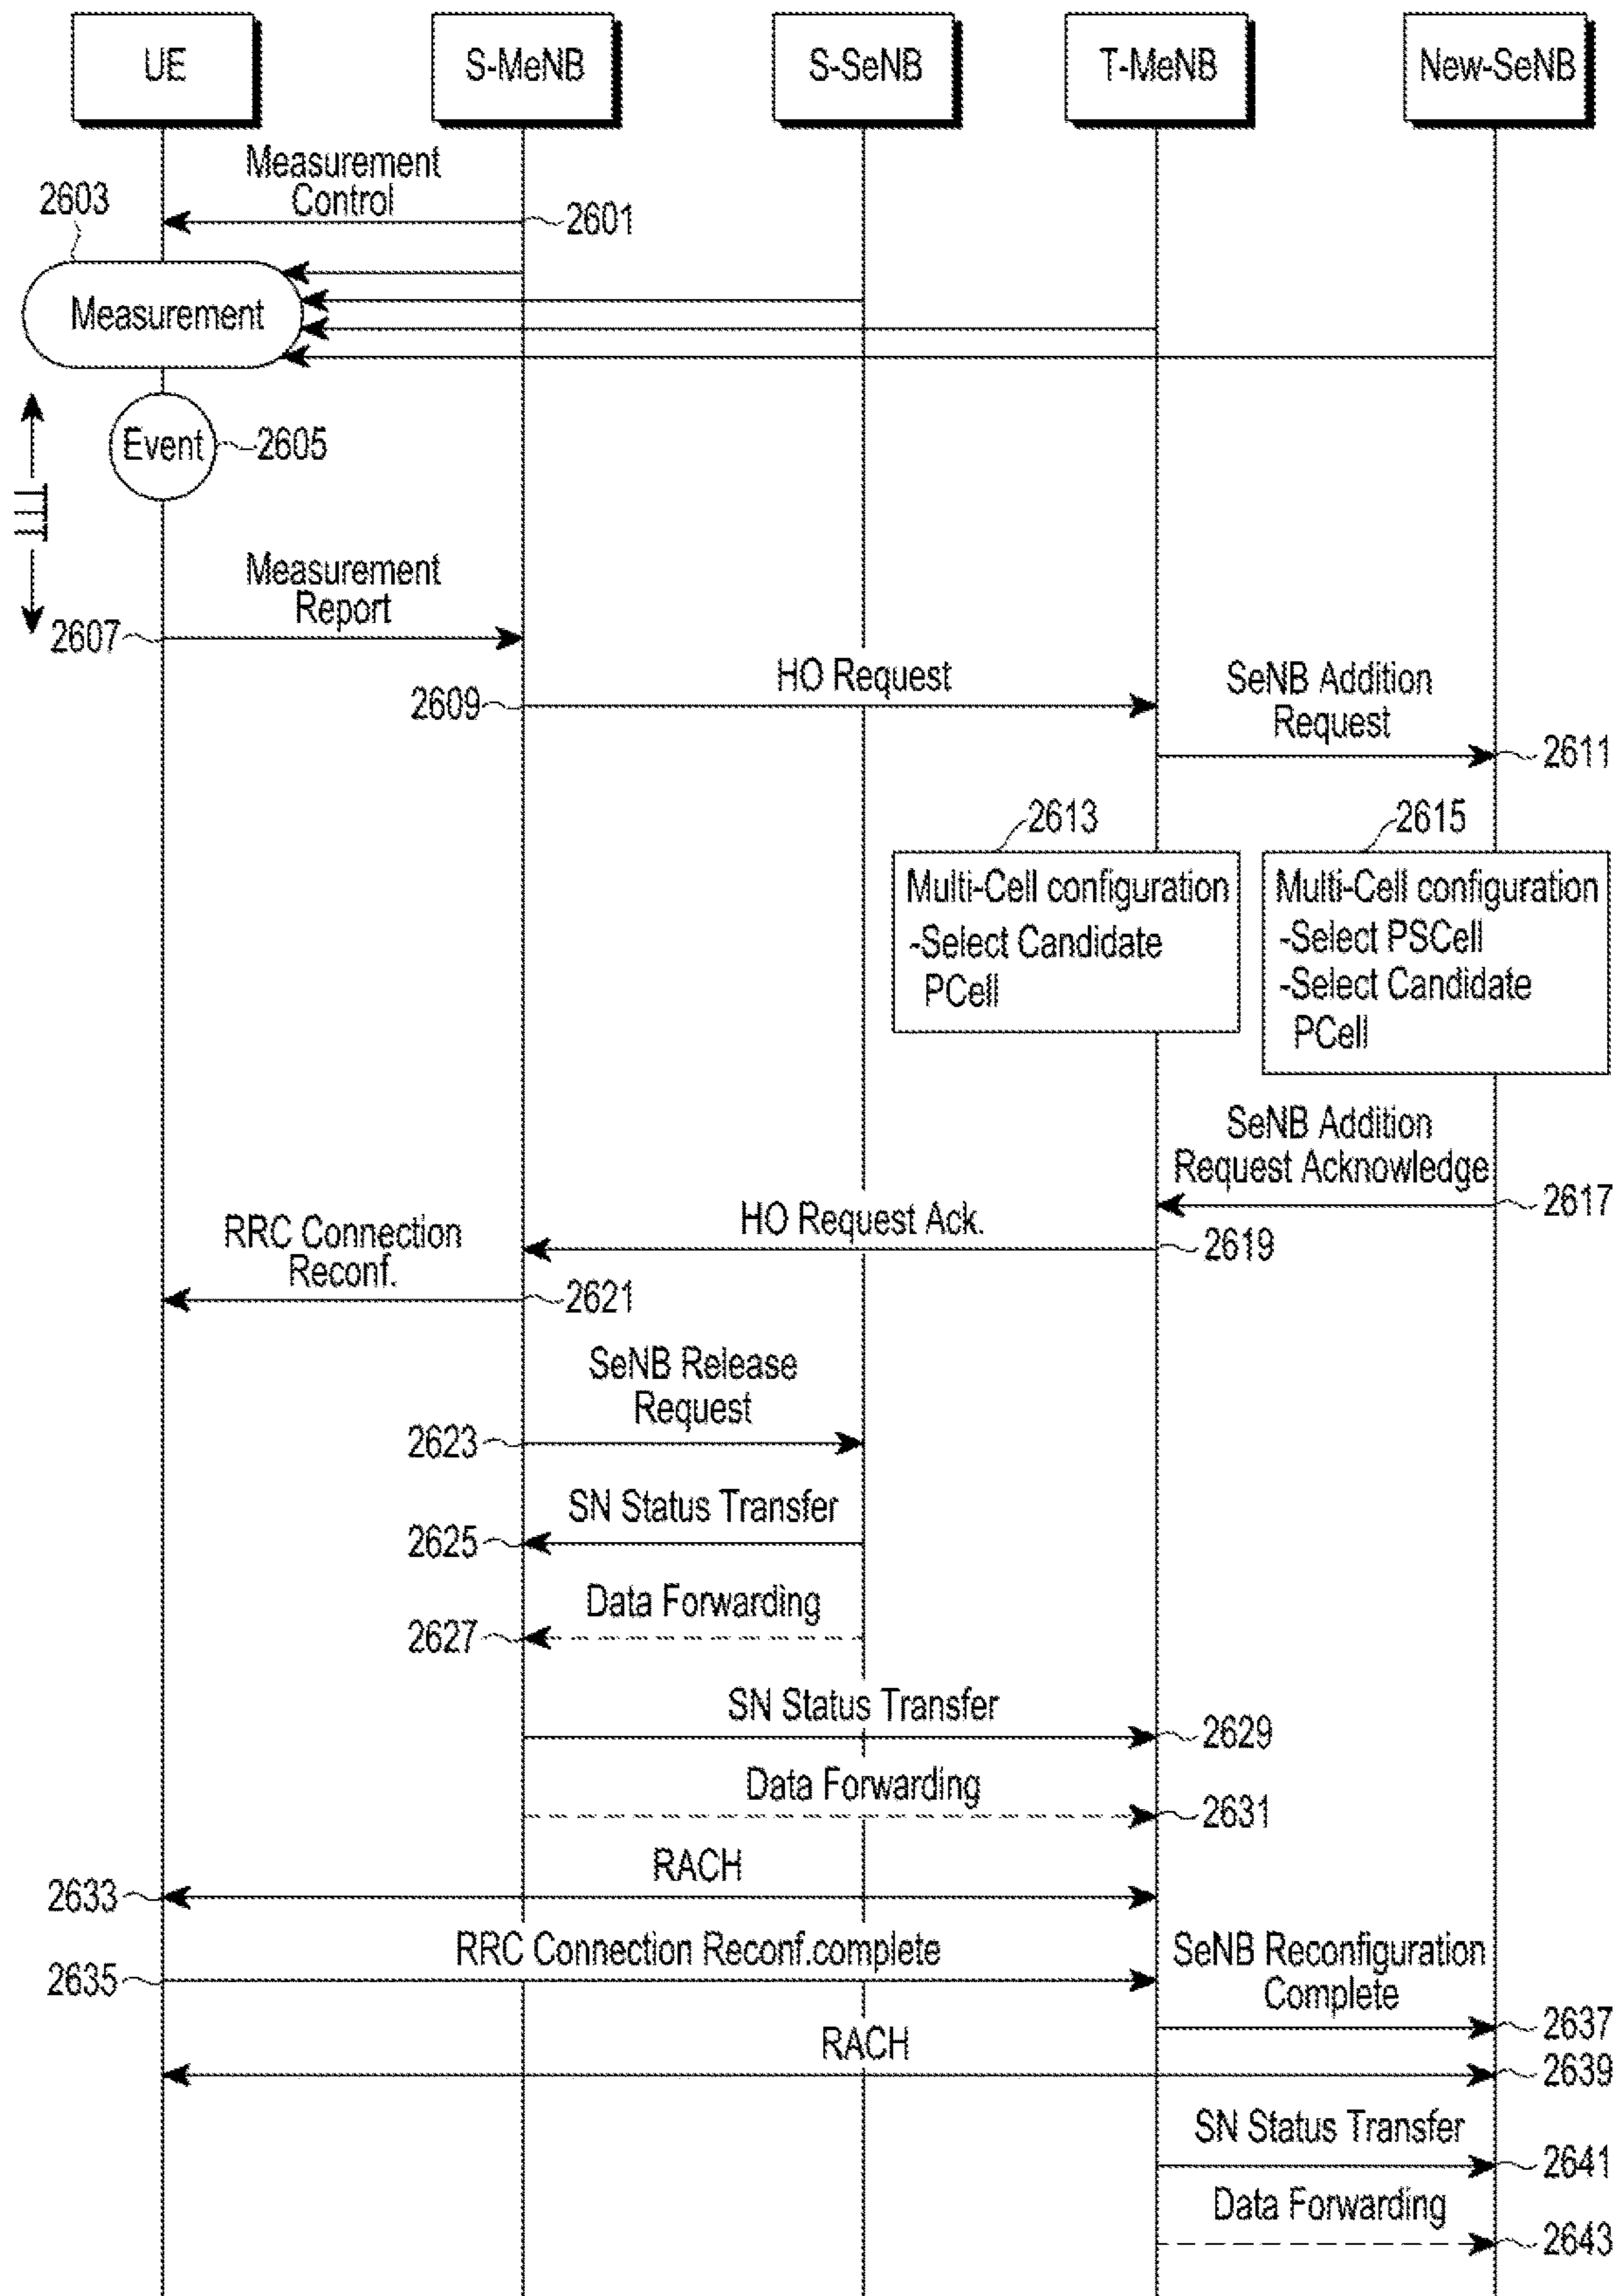 UE
S-MeNB
S-SeNB
T-MeNB
New-SeNB
Measurement
Control
2601
2603
Measurement
Event
2605
TTT
Measurement
Report
2607
HO Request
2609
SeNB Addition
Request
2611
2613
Multi-Cell configuration
-Select Candidate
PCell
2615
Multi-Cell configuration
-Select PSCell
-Select Candidate
PCell
SeNB Addition
Request Acknowledge
2617
HO Request Ack.
2619
RRC Connection
Reconf.
2621
SeNB Release
Request
2623
SN Status Transfer
2625
Data Forwarding
2627
SN Status Transfer
2629
Data Forwarding
2631
RACH
2633
RRC Connection Reconf.complete
2635
SeNB Reconfiguration
Complete
2637
RACH
2639
SN Status Transfer
2641
Data Forwarding
2643